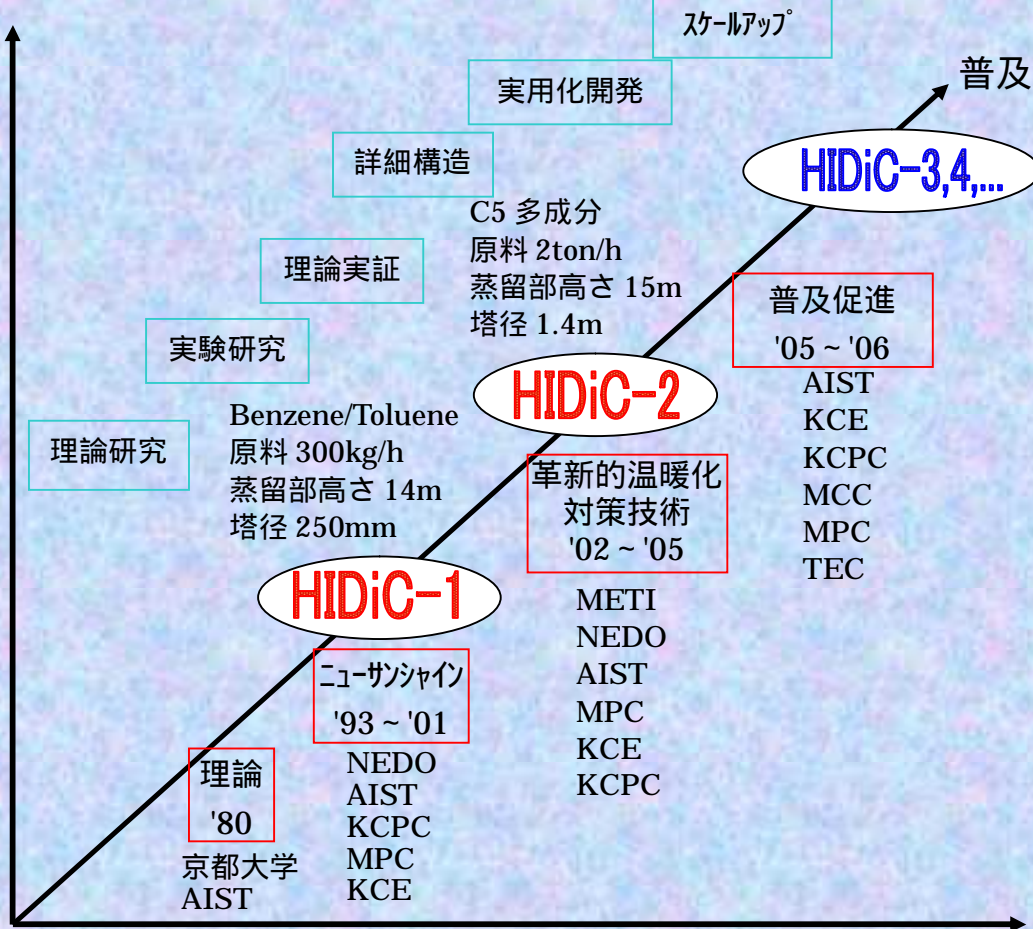 スケールアップ
普及
実用化開発
HIDiC-3,4,...
詳細構造
C5 多成分
原料 2ton/h
蒸留部高さ 15m
塔径 1.4m
理論実証
普及促進
'05 ~ '06
AIST
KCE
KCPC
MCC
MPC
TEC
実験研究
HIDiC-2
理論研究
Benzene/Toluene
原料 300kg/h
蒸留部高さ 14m
塔径 250mm
革新的温暖化
対策技術
'02 ~ '05
METI
NEDO
AIST
MPC
KCE
KCPC
HIDiC-1
ニューサンシャイン
'93 ~ '01
NEDO
AIST
KCPC
MPC
KCE
理論
'80
京都大学
AIST